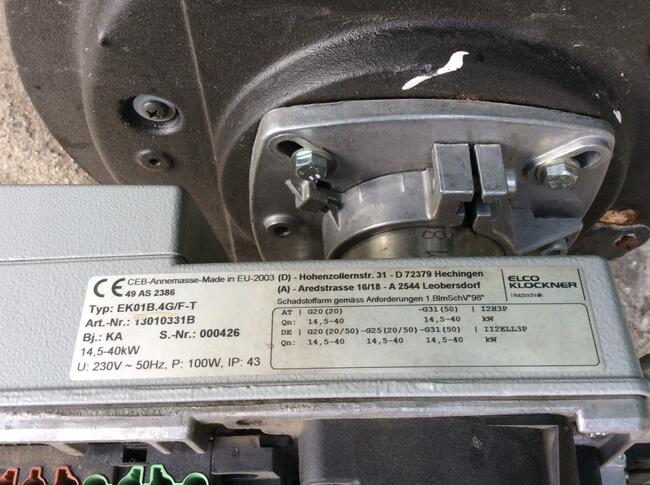 CE CEB-Annemasse-Made in EU-2003 (D) - Hohenzollernstr. 31 - D 72379 Hechingen
49 AS 2386 (A) - Aredstrasse 16/18 - A 2544 Leobersdorf
ELCO
KLÖCKNER
Heiztechnik
Typ: EK01B.4G/F-T
Schadstoffarm gemäss Anforderungen 1.BlmSchV"98"
Art.-Nr.: 13010331B
Bj.: KA S.-Nr.: 000426
14,5-40kW
U: 230V ~ 50Hz, P: 100W, IP: 43
AT | G20(20) -G31(50) | I2H3P
Qn: 14,5-40 14,5-40 kW
DE | G20(20/50)-G25(20/50)-G31(50) | II2ELL3P
Qn: 14,5-40 14,5-40 14,5-40 kW